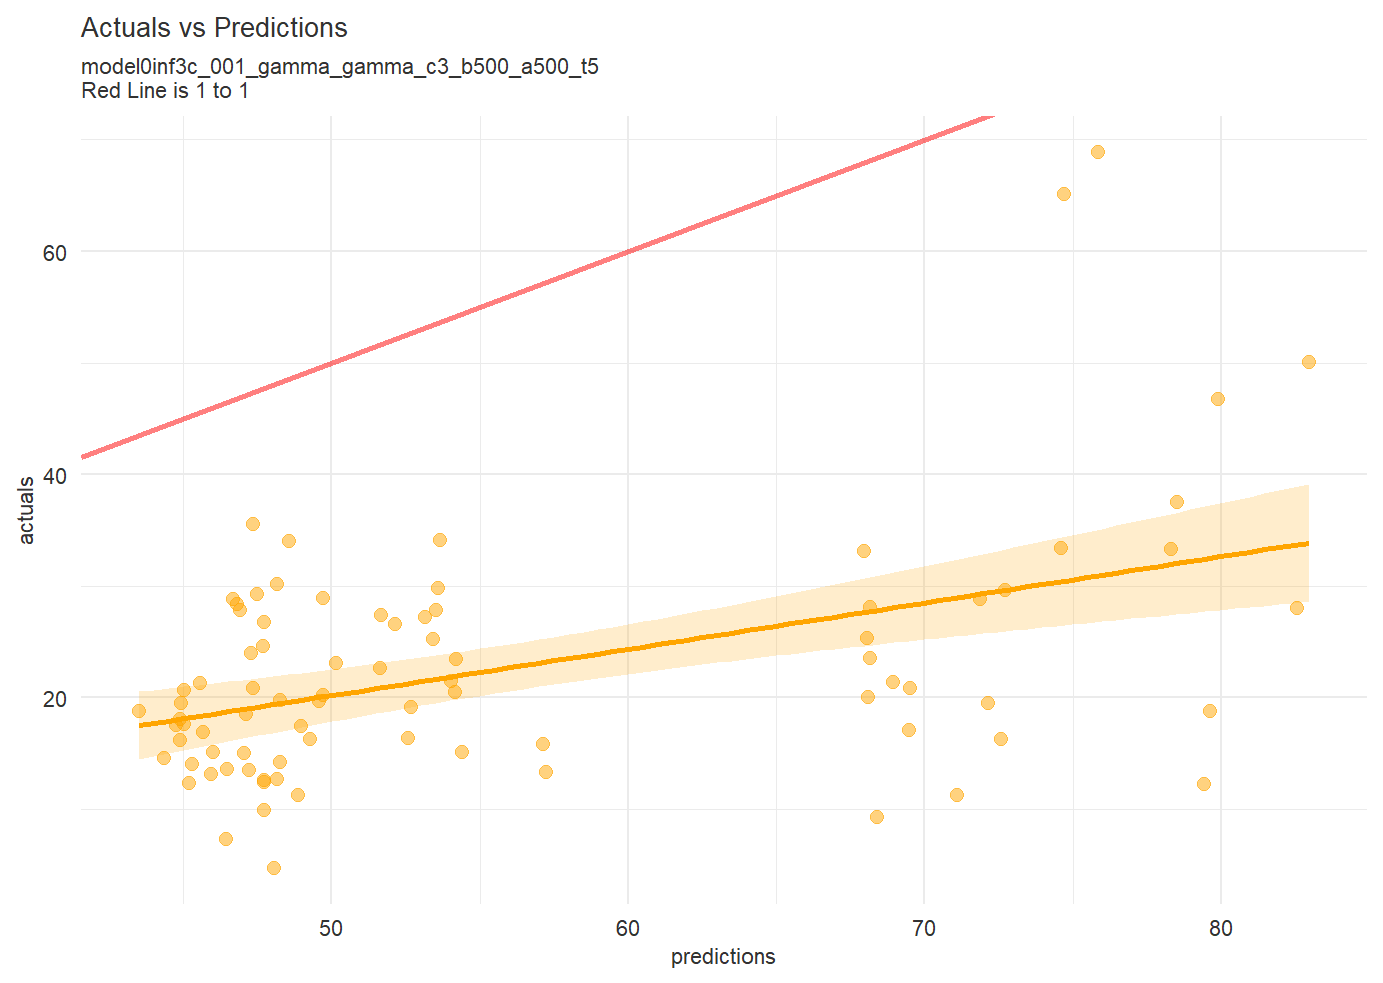 Actuals vs Predictions
model0inf3c_001_gamma_gamma_c3_b500_a500_t5
Red Line is 1 to 1
60
40
20
actuals
50
60
70
80
predictions